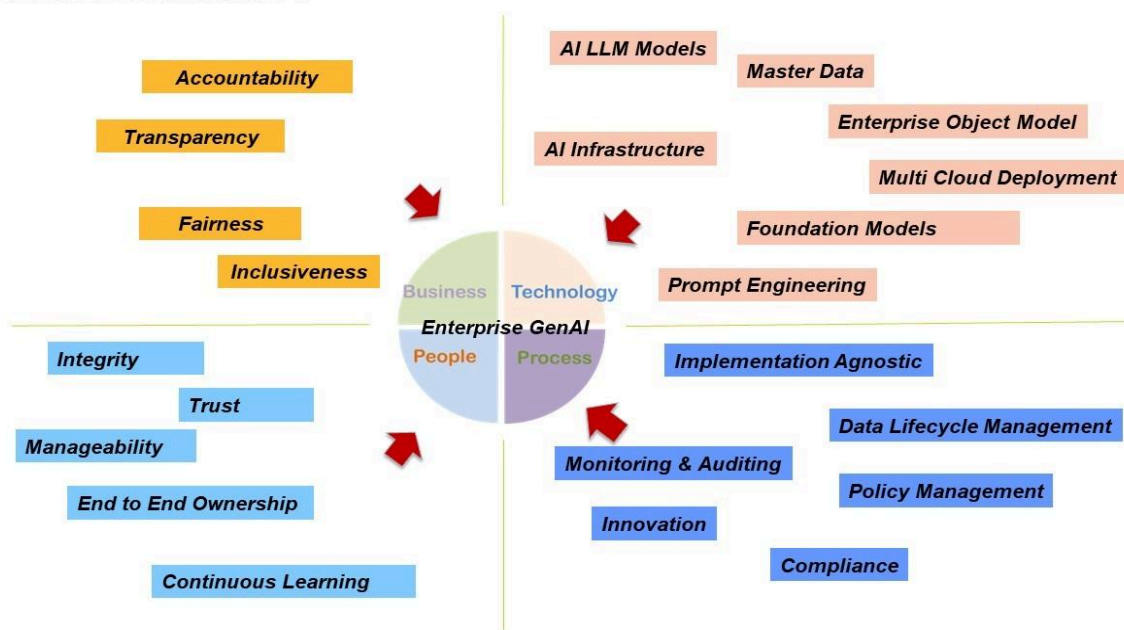 Accountability
Transparency
Fairness
Inclusiveness
AI LLM Models
Master Data
Enterprise Object Model
AI Infrastructure
Multi Cloud Deployment
Foundation Models
Prompt Engineering
Business
Technology
Enterprise GenAI
People
Process
Integrity
Trust
Manageability
End to End Ownership
Continuous Learning
Implementation Agnostic
Data Lifecycle Management
Monitoring & Auditing
Policy Management
Innovation
Compliance